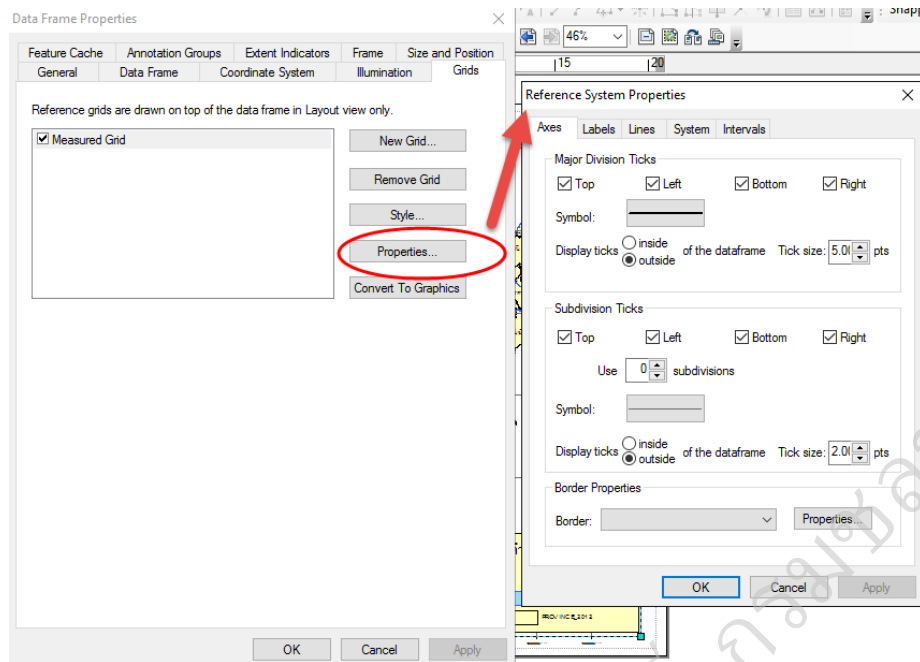 Data Frame Properties
Feature Cache Annotation Groups Extent Indicators Frame Size and Position
General Data Frame Coordinate System Illumination Grids
Reference grids are drawn on top of the data frame in Layout view only.
Measured Grid
New Grid...
Remove Grid
Style...
Properties...
Convert To Graphics
OK Cancel Apply
46%
15 20
Reference System Properties
Axes Labels Lines System Intervals
Major Division Ticks
Top Left Bottom Right
Symbol:
Display ticks inside outside of the dataframe Tick size: 5.0 pts
Subdivision Ticks
Top Left Bottom Right
Use 0 subdivisions
Symbol:
Display ticks inside outside of the dataframe Tick size: 2.0 pts
Border Properties
Border: Properties...
OK Cancel Apply
PROVINCE_2012